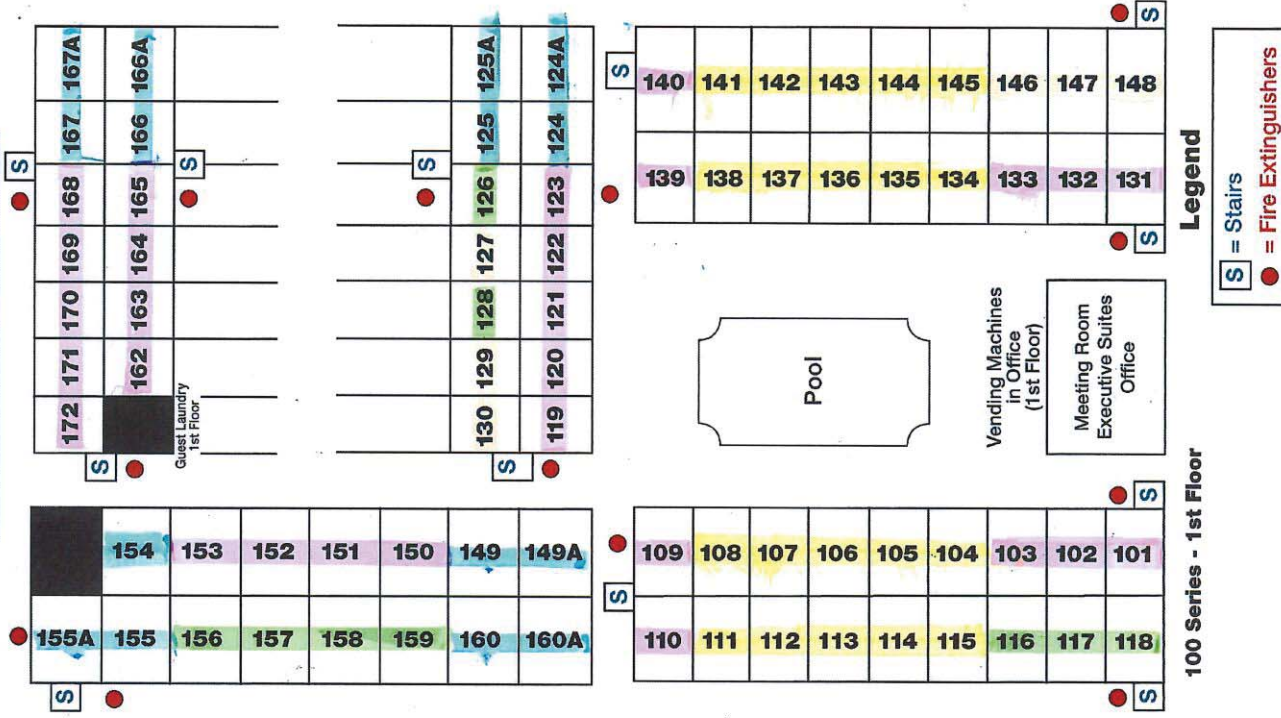 172 171 170 169 168 167 167A
162 163 164 165 166 166A
Guest Laundry
1st Floor
130 129 128 127 126 125 125A
119 120 121 122 123 124 124A
154
153
152
151
150
149
149A
155A
155
156
157
158
159
160
160A
109
108
107
106
105
104
103
102
101
110
111
112
113
114
115
116
117
118
140
141
142
143
144
145
146
147
148
139
138
137
136
135
134
133
132
131
Pool
Vending Machines
in Office
(1st Floor)
Meeting Room
Executive Suites
Office
100 Series - 1st Floor
Legend
S = Stairs
= Fire Extinguishers
S
S
S
S
S
S
S
S
S
S
S
S
S